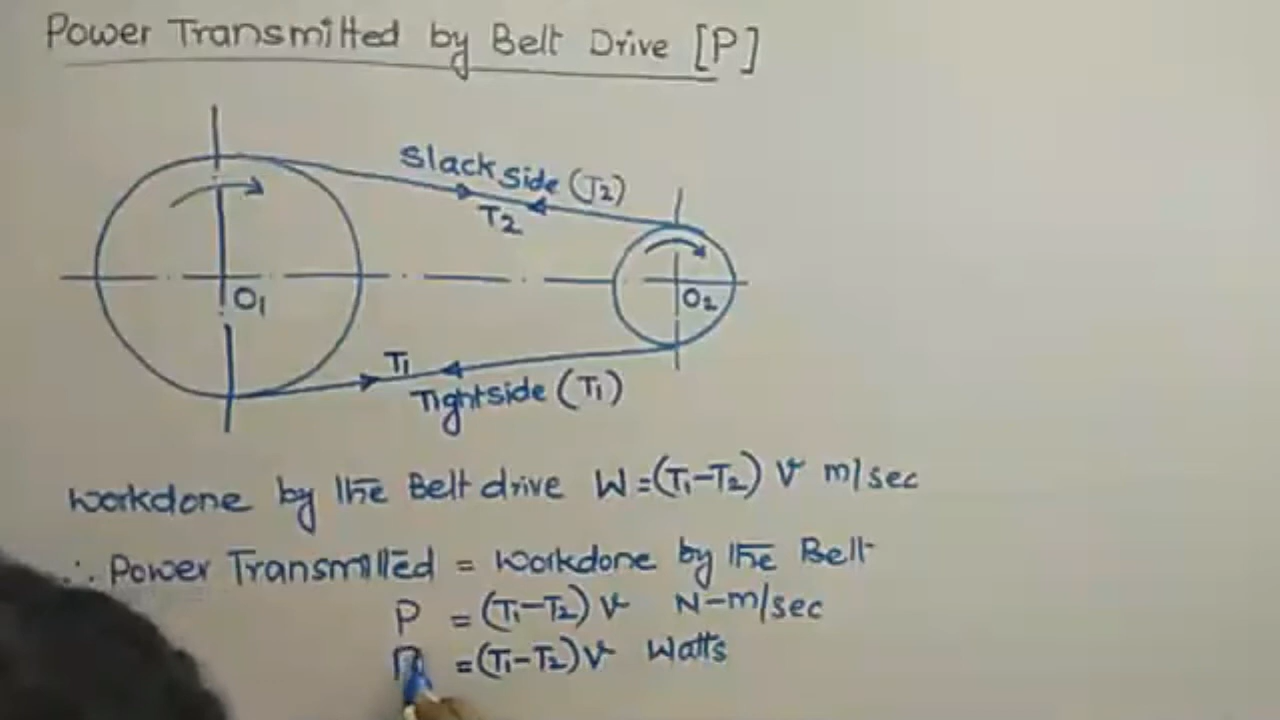 Power Transmitted by Belt Drive [P]
Slack Side (T2)
T2
O1
O2
T1
Tightside (T1)
Workdone by the Belt drive W=(T1-T2) V m/sec
∴ Power Transmitted = Workdone by the Belt
P = (T1-T2) V N-m/sec
P = (T1-T2) V Watts